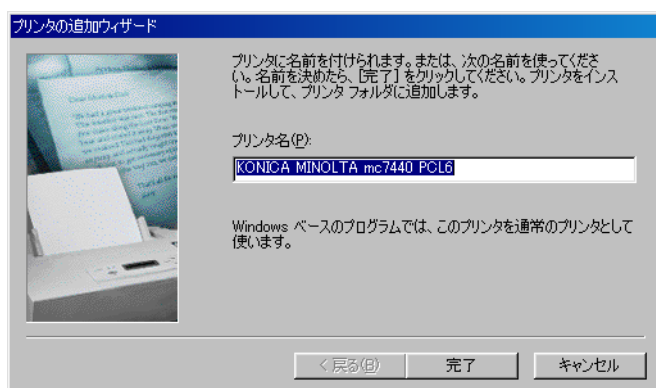 プリンタの追加ウィザード
プリンタに名前を付けられます。または、次の名前を使ってくださ
い。名前を決めたら、[完了] をクリックしてください。プリンタをインス
トールして、プリンタ フォルダに追加します。
プリンタ名(P):
KONICA MINOLTA mc7440 PCL6
Windows ベースのプログラムでは、このプリンタを通常のプリンタとして
使います。
< 戻る(B)
完了
キャンセル